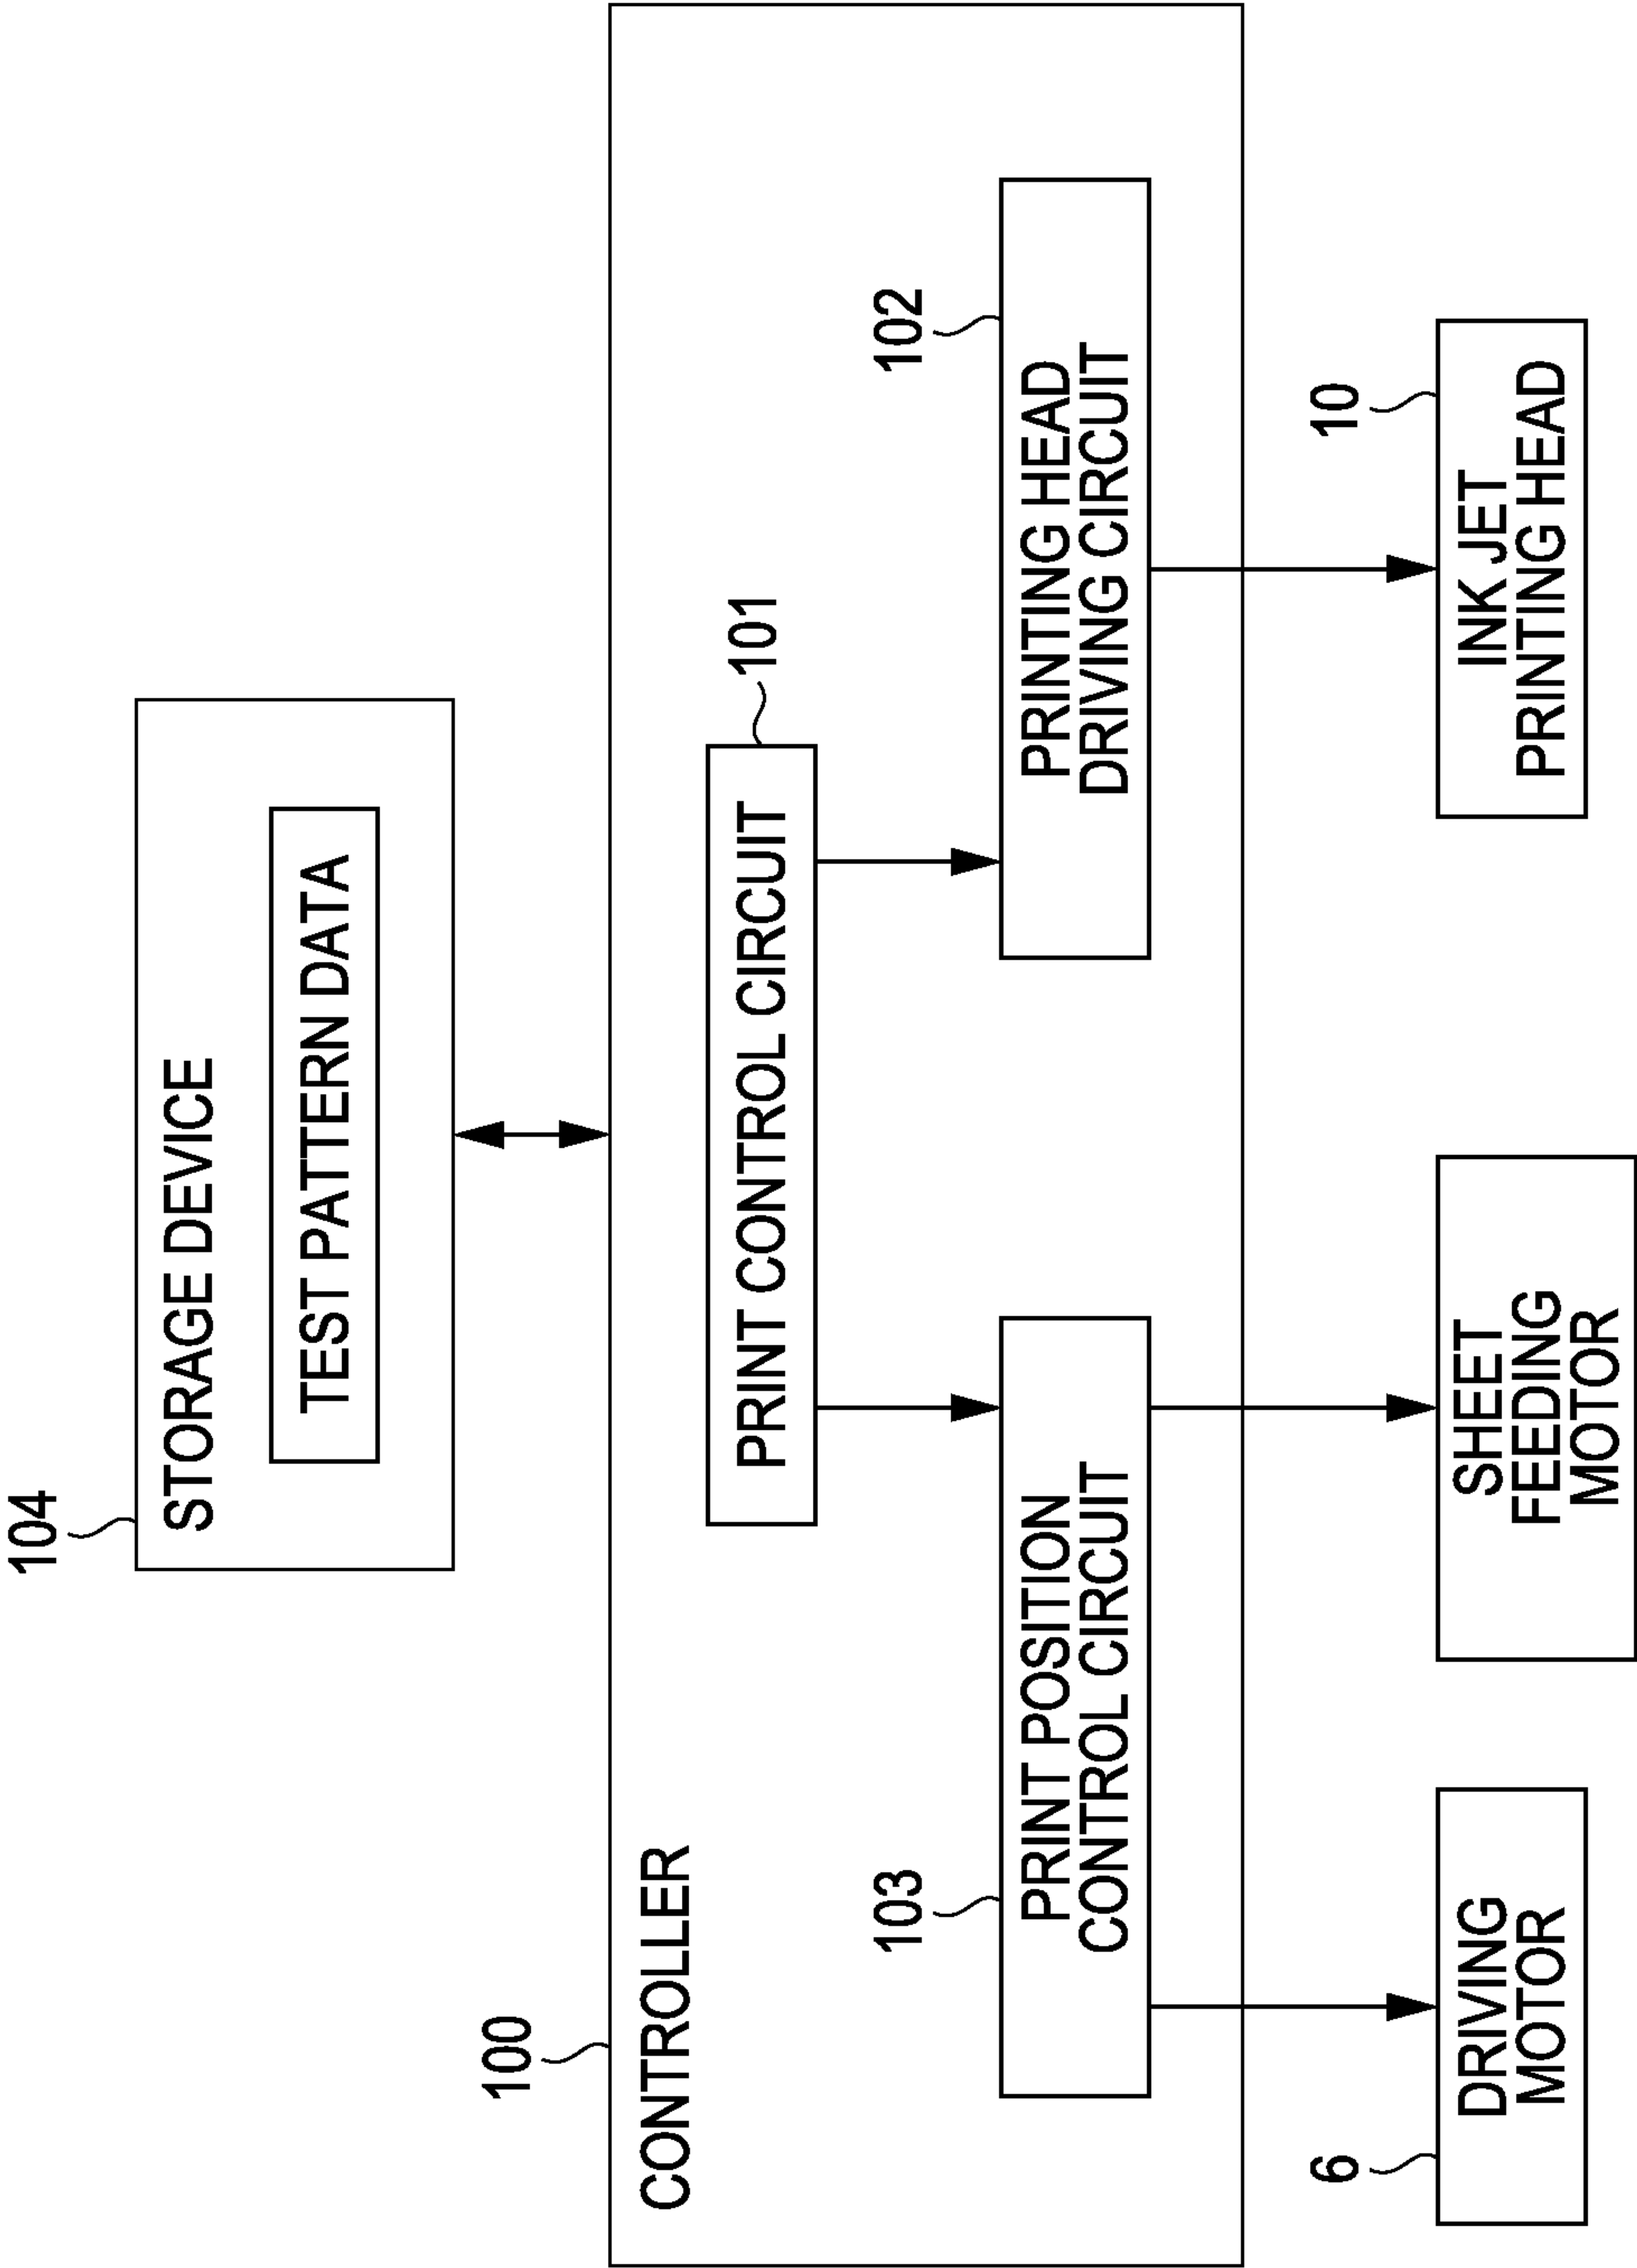 104
STORAGE DEVICE
TEST PATTERN DATA
100
CONTROLLER
101
PRINT CONTROL CIRCUIT
103
PRINT POSITION
CONTROL CIRCUIT
102
PRINTING HEAD
DRIVING CIRCUIT
6
DRIVING
MOTOR
SHEET
FEEDING
MOTOR
10
INK JET
PRINTING HEAD